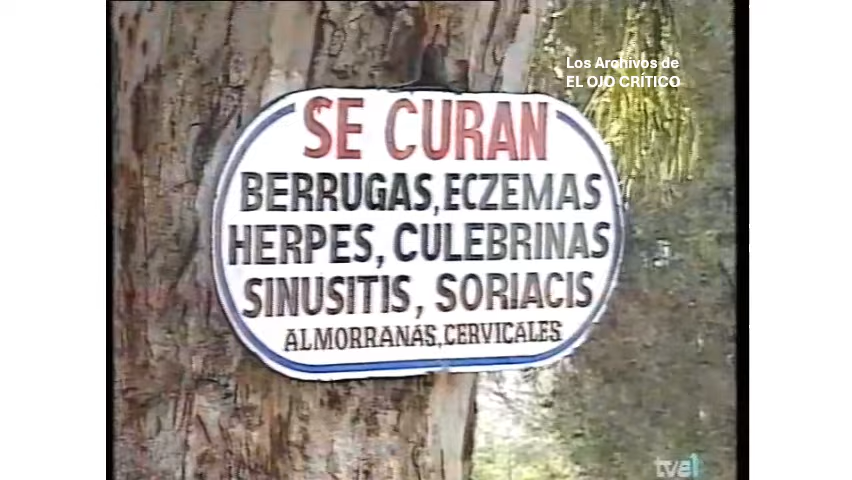 Los Archivos de
EL OJO CRÍTICO
SE CURAN
BERRUGAS, ECZEMAS
HERPES, CULEBRINAS
SINUSITIS, SORIACIS
ALMORRANAS, CERVICALES
tve1